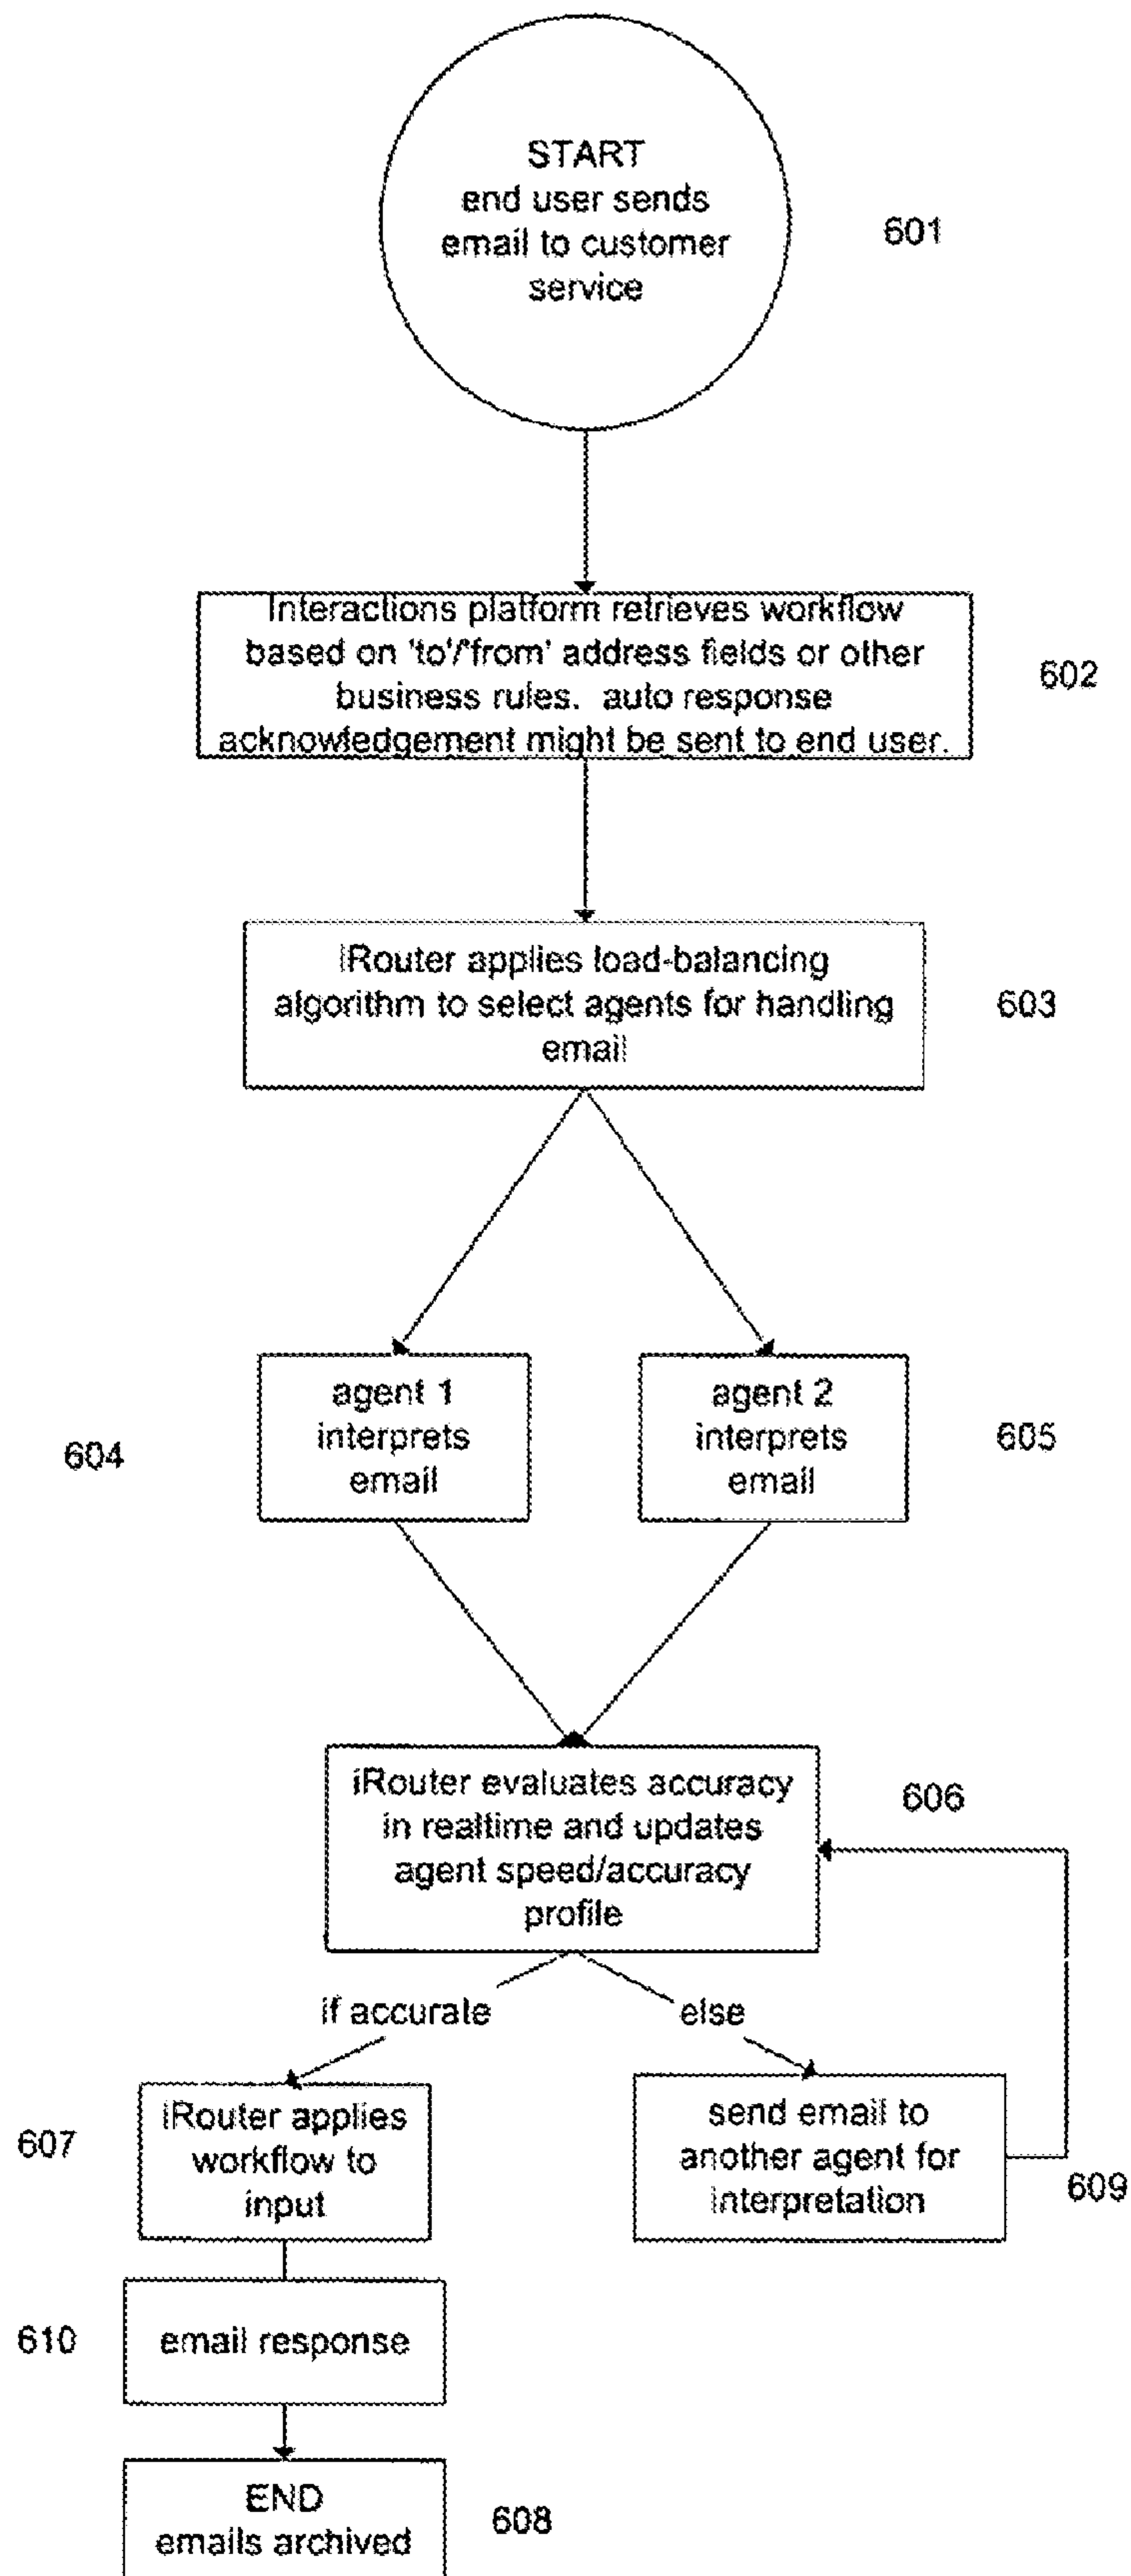 START
end user sends
email to customer
service
601
Interactions platform retrieves workflow
based on 'to'/'from' address fields or other
business rules. auto response
acknowledgement might be sent to end user.
602
iRouter applies load-balancing
algorithm to select agents for handling
email
603
604
agent 1
interprets
email
agent 2
interprets
email
605
iRouter evaluates accuracy
in realtime and updates
agent speed/accuracy
profile
606
if accurate
else
607
iRouter applies
workflow to
input
send email to
another agent for
interpretation
609
610
email response
END
emails archived
608